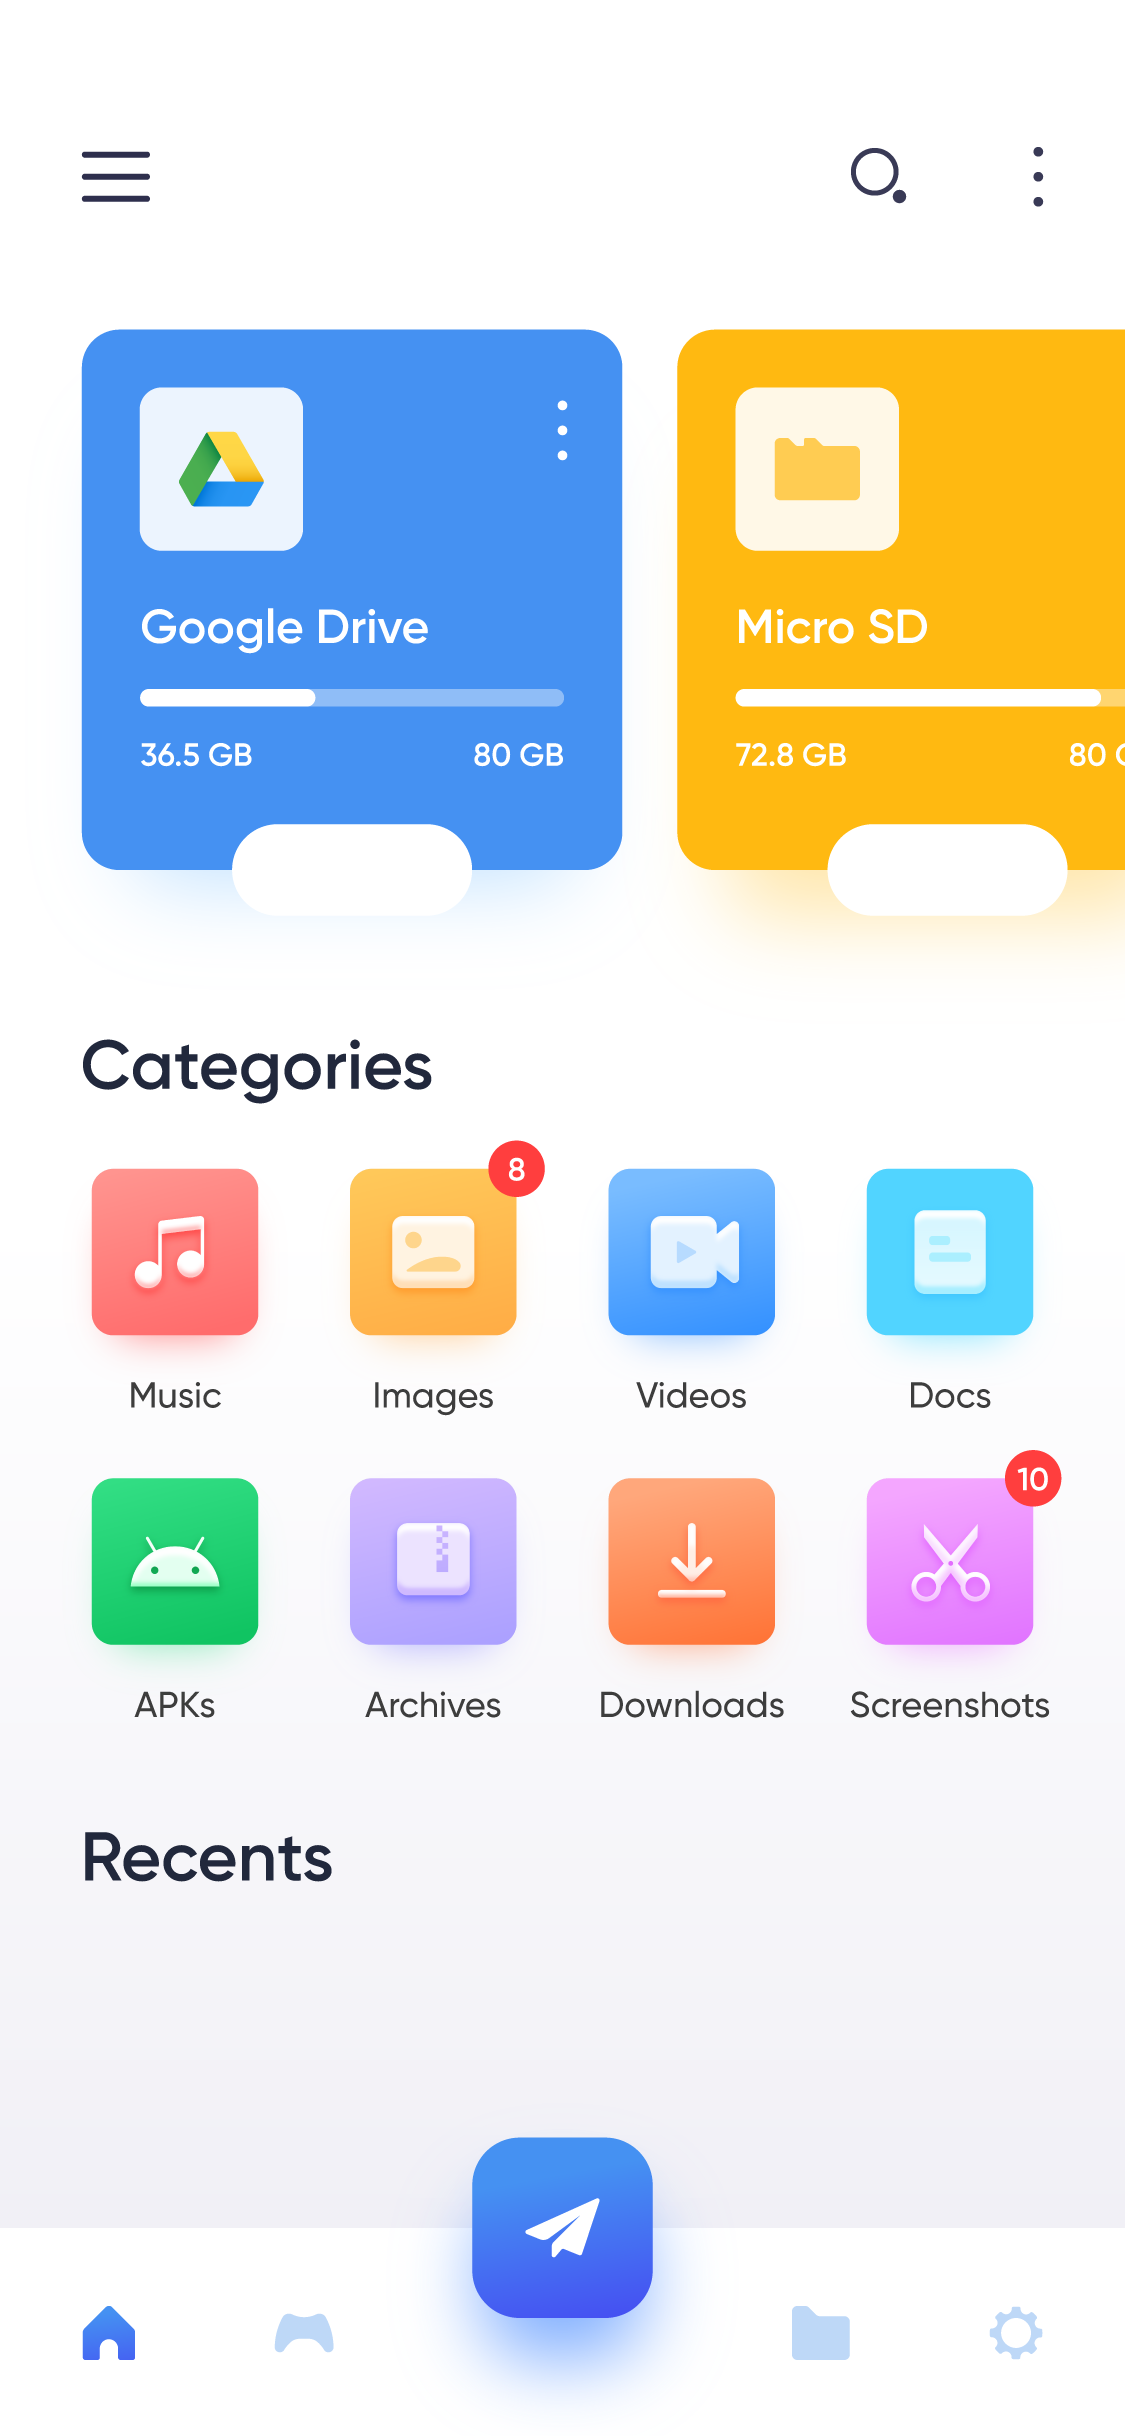 Google Drive
36.5 GB 80 GB
Micro SD
72.8 GB 80
Categories
8
Music Images Videos Docs
10
APKs Archives Downloads Screenshots
Recents